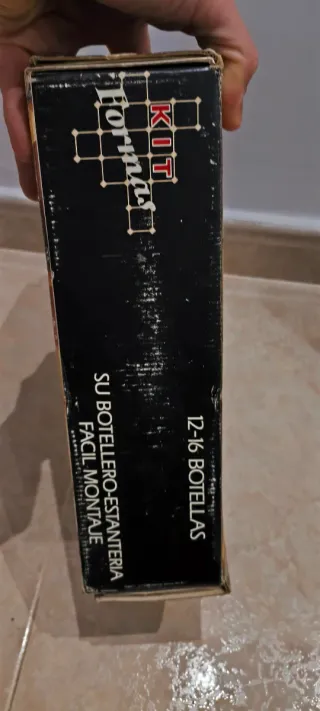 KIT
Formas
12-16 BOTELLAS
SU BOTELLERO-ESTANTERIA
FACIL MONTAJE